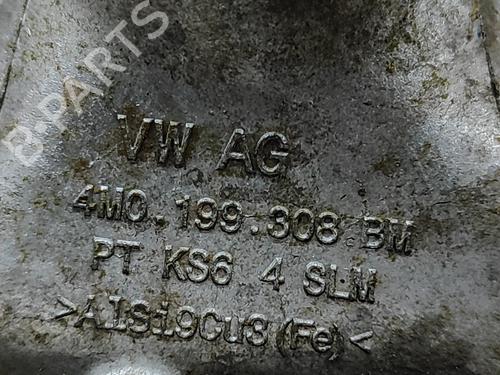 B-PARTS
VW AG
4M0.199.308.BM
PT KS6 4 SLM
>AlSi9Cu3(Fe)<